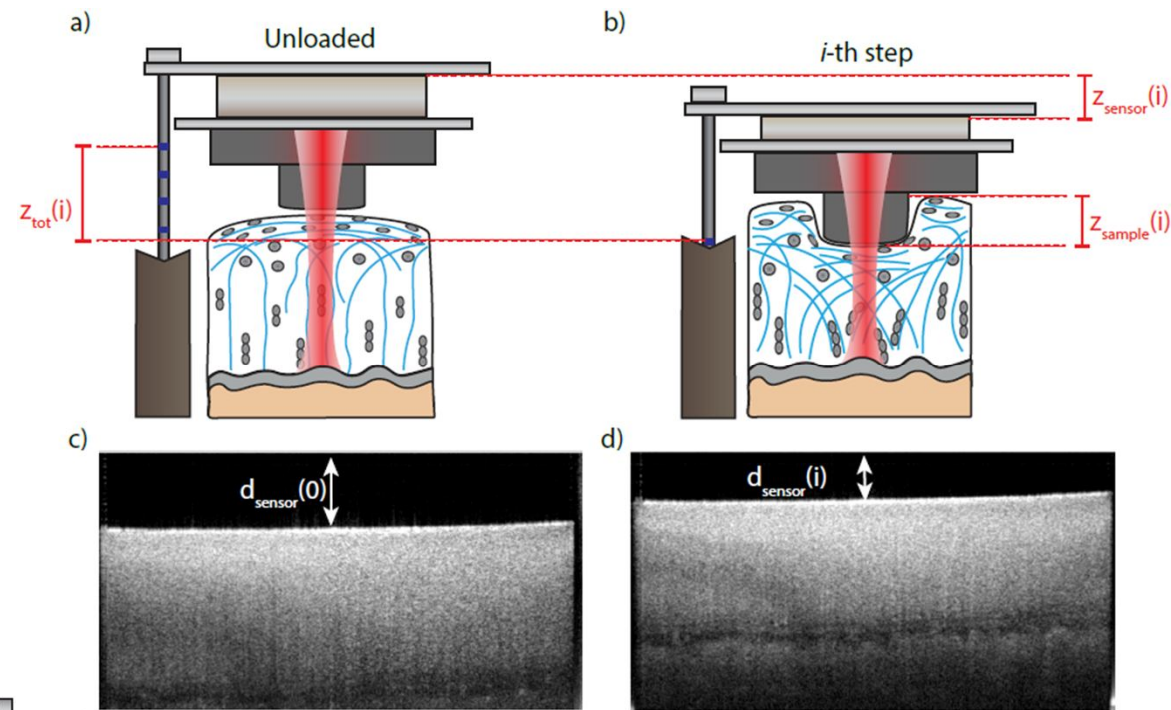 a)
Unloaded
b)
i-th step
z_sensor(i)
z_tot(i)
z_sample(i)
c)
d_sensor(0)
d)
d_sensor(i)